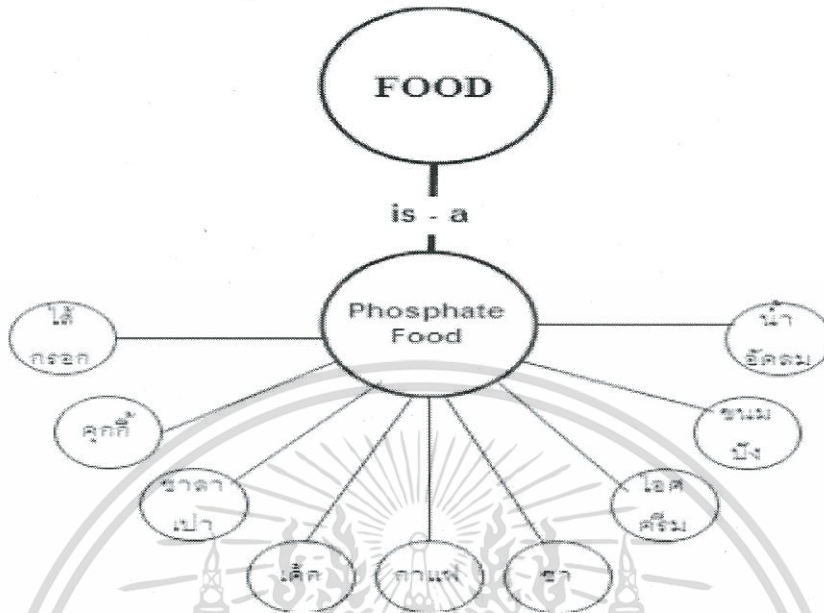 FOOD
is - a
Phosphate
Food
ไส้
กรอก
น้ำ
อัดลม
คุกกี้
ขนม
ปัง
ซาลา
เปา
ไอศ
ครีม
เค้ก
กาแฟ
ชา